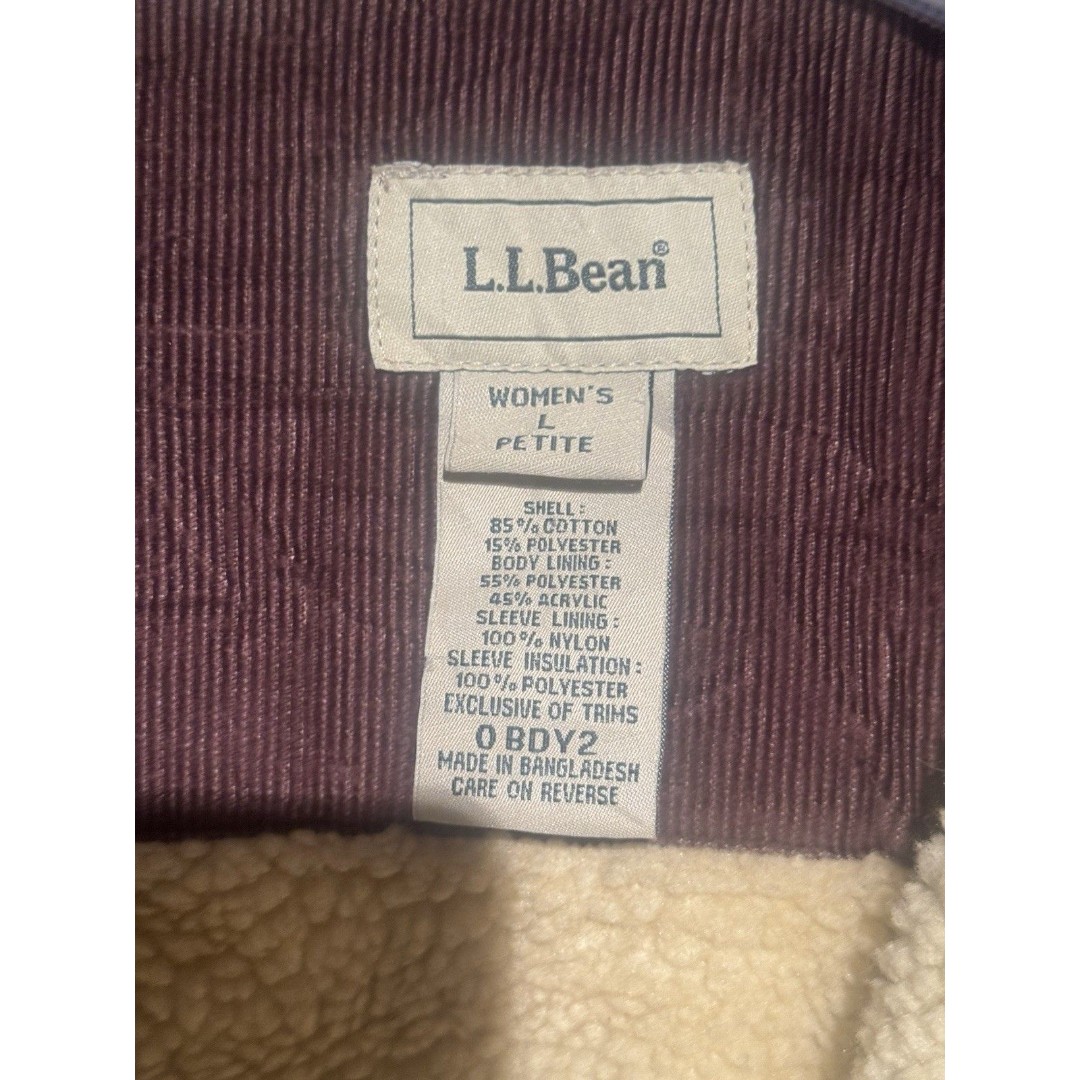 L.L.Bean®
WOMEN'S
L
PETITE
SHELL:
85% COTTON
15% POLYESTER
BODY LINING:
55% POLYESTER
45% ACRYLIC
SLEEVE LINING:
100% NYLON
SLEEVE INSULATION:
100% POLYESTER
EXCLUSIVE OF TRIMS
0 BDY2
MADE IN BANGLADESH
CARE ON REVERSE